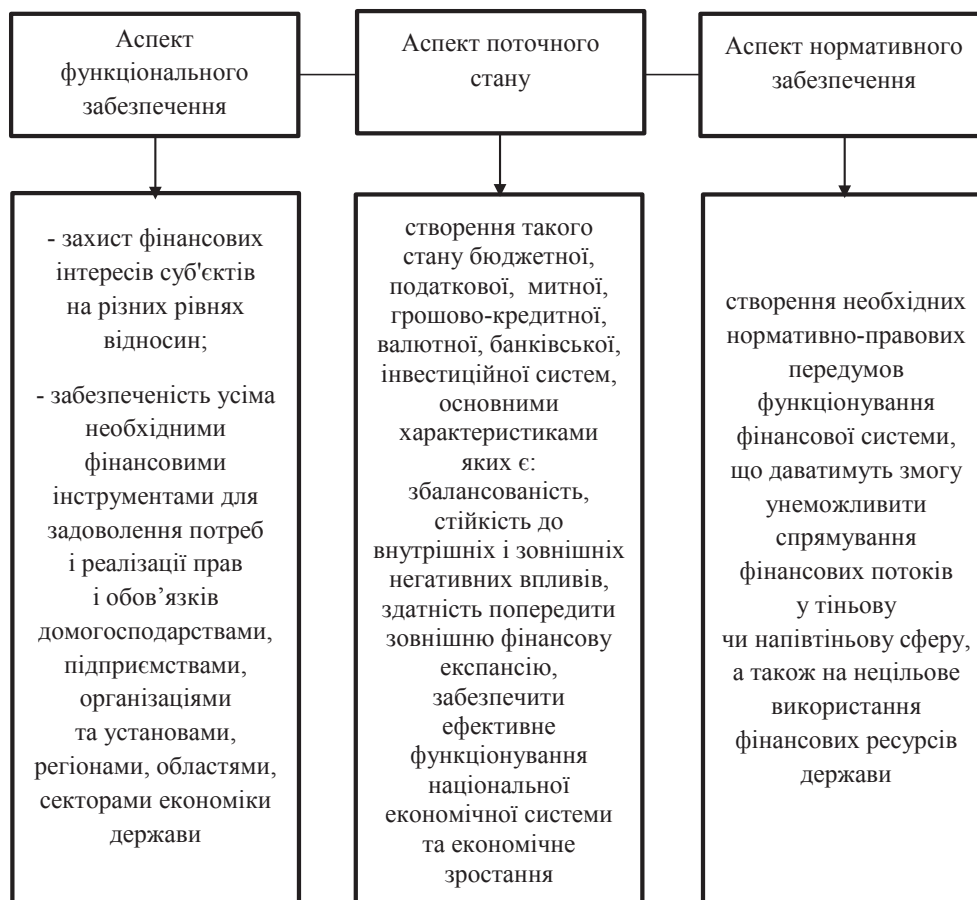 Аспект
функціонального
забезпечення
Аспект поточного
стану
Аспект нормативного
забезпечення
- захист фінансових
інтересів суб'єктів
на різних рівнях
відносин;
- забезпеченість усіма
необхідними
фінансовими
інструментами для
задоволення потреб
і реалізації прав
і обов’язків
домогосподарствами,
підприємствами,
організаціями
та установами,
регіонами, областями,
секторами економіки
держави
створення такого
стану бюджетної,
податкової, митної,
грошово-кредитної,
валютної, банківської,
інвестиційної систем,
основними
характеристиками
яких є:
збалансованість,
стійкість до
внутрішніх і зовнішніх
негативних впливів,
здатність попередити
зовнішню фінансову
експансію,
забезпечити
ефективне
функціонування
національної
економічної системи
та економічне
зростання
створення необхідних
нормативно-правових
передумов
функціонування
фінансової системи,
що даватимуть змогу
унеможливити
спрямування
фінансових потоків
у тіньову
чи напівтіньову сферу,
а також на нецільове
використання
фінансових ресурсів
держави